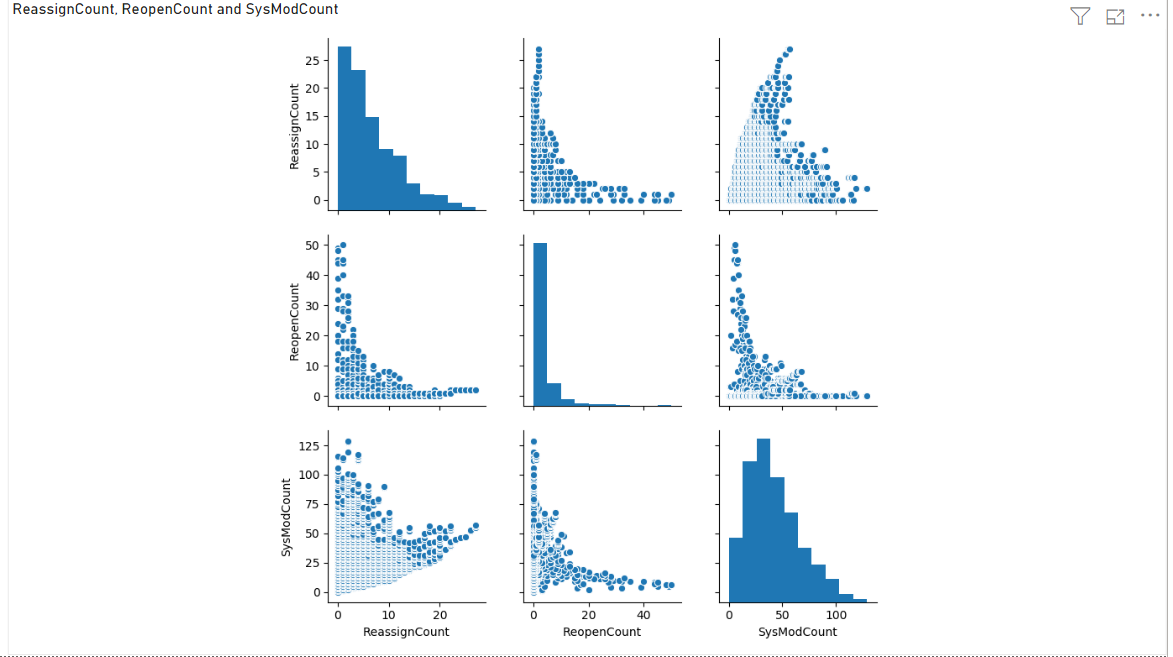 ReassignCount, ReopenCount and SysModCount
25
20
15
10
5
0
ReassignCount
50
40
30
20
10
0
ReopenCount
125
100
75
50
25
0
SysModCount
0 10 20
0 20 40
0 50 100
ReassignCount
ReopenCount
SysModCount